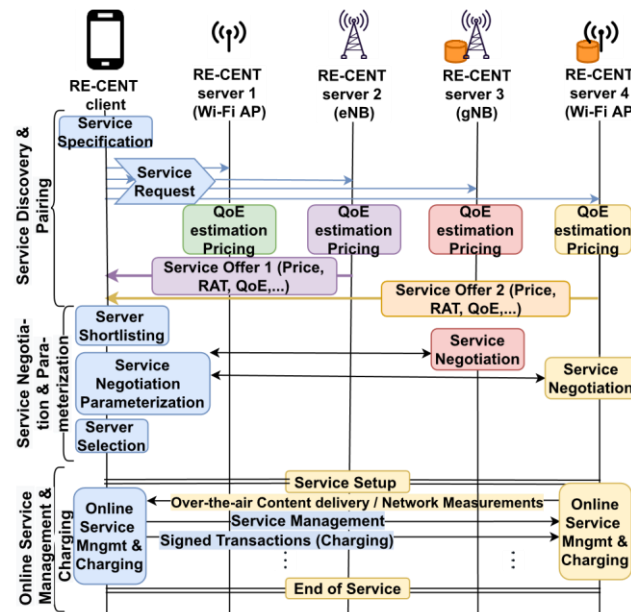 RE-CENT
client
RE-CENT
server 1
(Wi-Fi AP)
RE-CENT
server 2
(eNB)
RE-CENT
server 3
(gNB)
RE-CENT
server 4
(Wi-Fi AP)
Service Discovery &
Pairing
Service
Specification
Service
Request
QoE
estimation
Pricing
QoE
estimation
Pricing
QoE
estimation
Pricing
QoE
estimation
Pricing
Service Offer 1 (Price,
RAT, QoE,...)
Service Offer 2 (Price,
RAT, QoE,...)
Service Negotia-
tion & Para-
meterization
Server
Shortlisting
Service
Negotiation
Service
Negotiation
Parameterization
Service
Negotiation
Server
Selection
Online Service
Management &
Charging
Service Setup
Online
Service
Mngmt &
Charging
Over-the-air Content delivery / Network Measurements
Service Management
Signed Transactions (Charging)
Online
Service
Mngmt &
Charging
End of Service